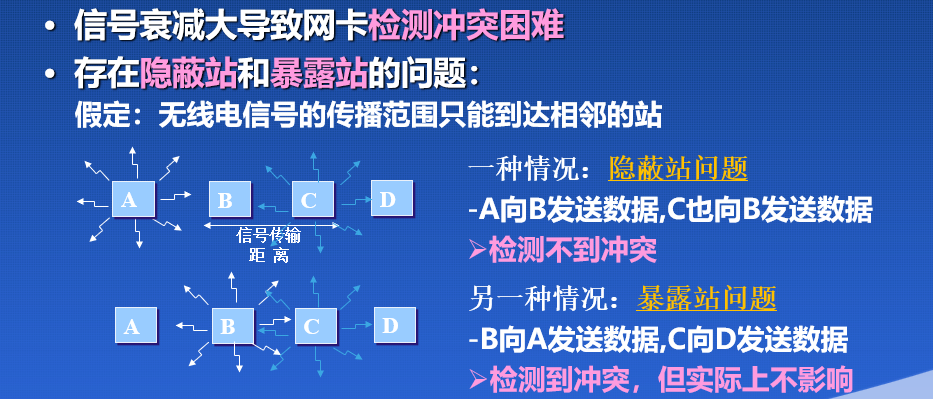 • 信号衰减大导致网卡检测冲突困难
• 存在隐蔽站和暴露站的问题：
假定：无线电信号的传播范围只能到达相邻的站
A B C D
信号传输
距 离
一种情况：隐蔽站问题
-A向B发送数据,C也向B发送数据
➢检测不到冲突
A B C D
另一种情况：暴露站问题
-B向A发送数据,C向D发送数据
➢检测到冲突，但实际上不影响